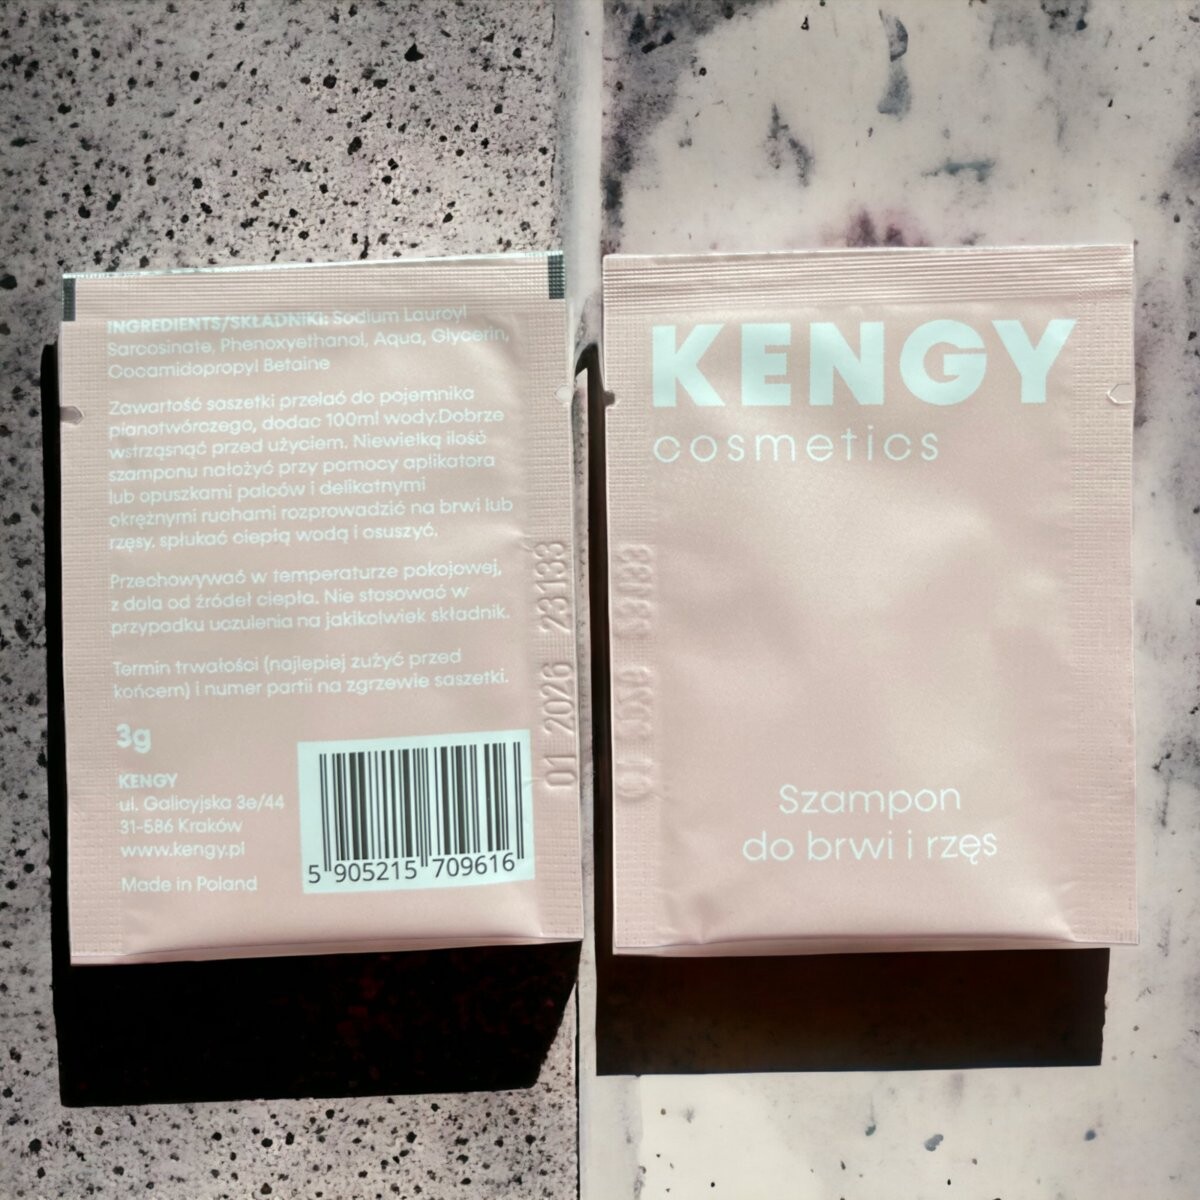 INGREDIENTS/SKŁADNIKI: Sodium Lauroyl
Sarcosinate, Phenoxyethanol, Aqua, Glycerin,
Cocamidopropyl Betaine
Zawartość saszetki przelać do pojemnika
pianotwórczego, dodac 100ml wody.Dobrze
wstrząsnąć przed użyciem. Niewielką ilość
szamponu nałożyć przy pomocy aplikatora
lub opuszkami palców i delikatnymi
okrężnymi ruchami rozprowadzić na brwi lub
rzęsy. spłukać ciepłą wodą i osuszyć.
Przechowywać w temperaturze pokojowej,
z dala od źródeł ciepła. Nie stosować w
przypadku uczulenia na jakikolwiek składnik.
Termin trwałości (najlepiej zużyć przed
końcem) i numer partii na zgrzewie saszetki.
3g
KENGY
ul. Galicyjska 3e/44
31-586 Kraków
www.kengy.pl
Made in Poland
5 905215 709616
01 2026 23133
KENGY
cosmetics
Szampon
do brwi i rzęs